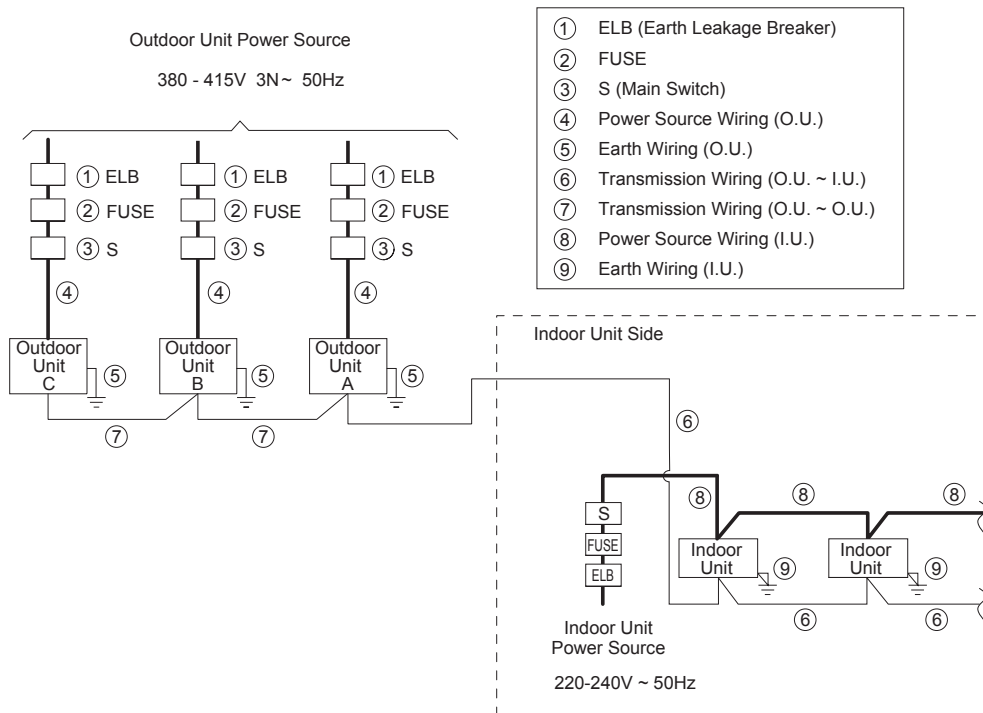 Outdoor Unit Power Source
380 - 415V 3N~ 50Hz
① ELB (Earth Leakage Breaker)
② FUSE
③ S (Main Switch)
④ Power Source Wiring (O.U.)
⑤ Earth Wiring (O.U.)
⑥ Transmission Wiring (O.U. ~ I.U.)
⑦ Transmission Wiring (O.U. ~ O.U.)
⑧ Power Source Wiring (I.U.)
⑨ Earth Wiring (I.U.)
① ELB ① ELB ① ELB
② FUSE ② FUSE ② FUSE
③ S ③ S ③ S
④ ④ ④
Outdoor
Unit
C
⑤
Outdoor
Unit
B
⑤
Outdoor
Unit
A
⑤
⑦ ⑦
Indoor Unit Side
⑥
⑧ ⑧ ⑧
S
FUSE
ELB
Indoor
Unit
⑨
Indoor
Unit
⑨
⑥ ⑥
Indoor Unit
Power Source
220-240V ~ 50Hz